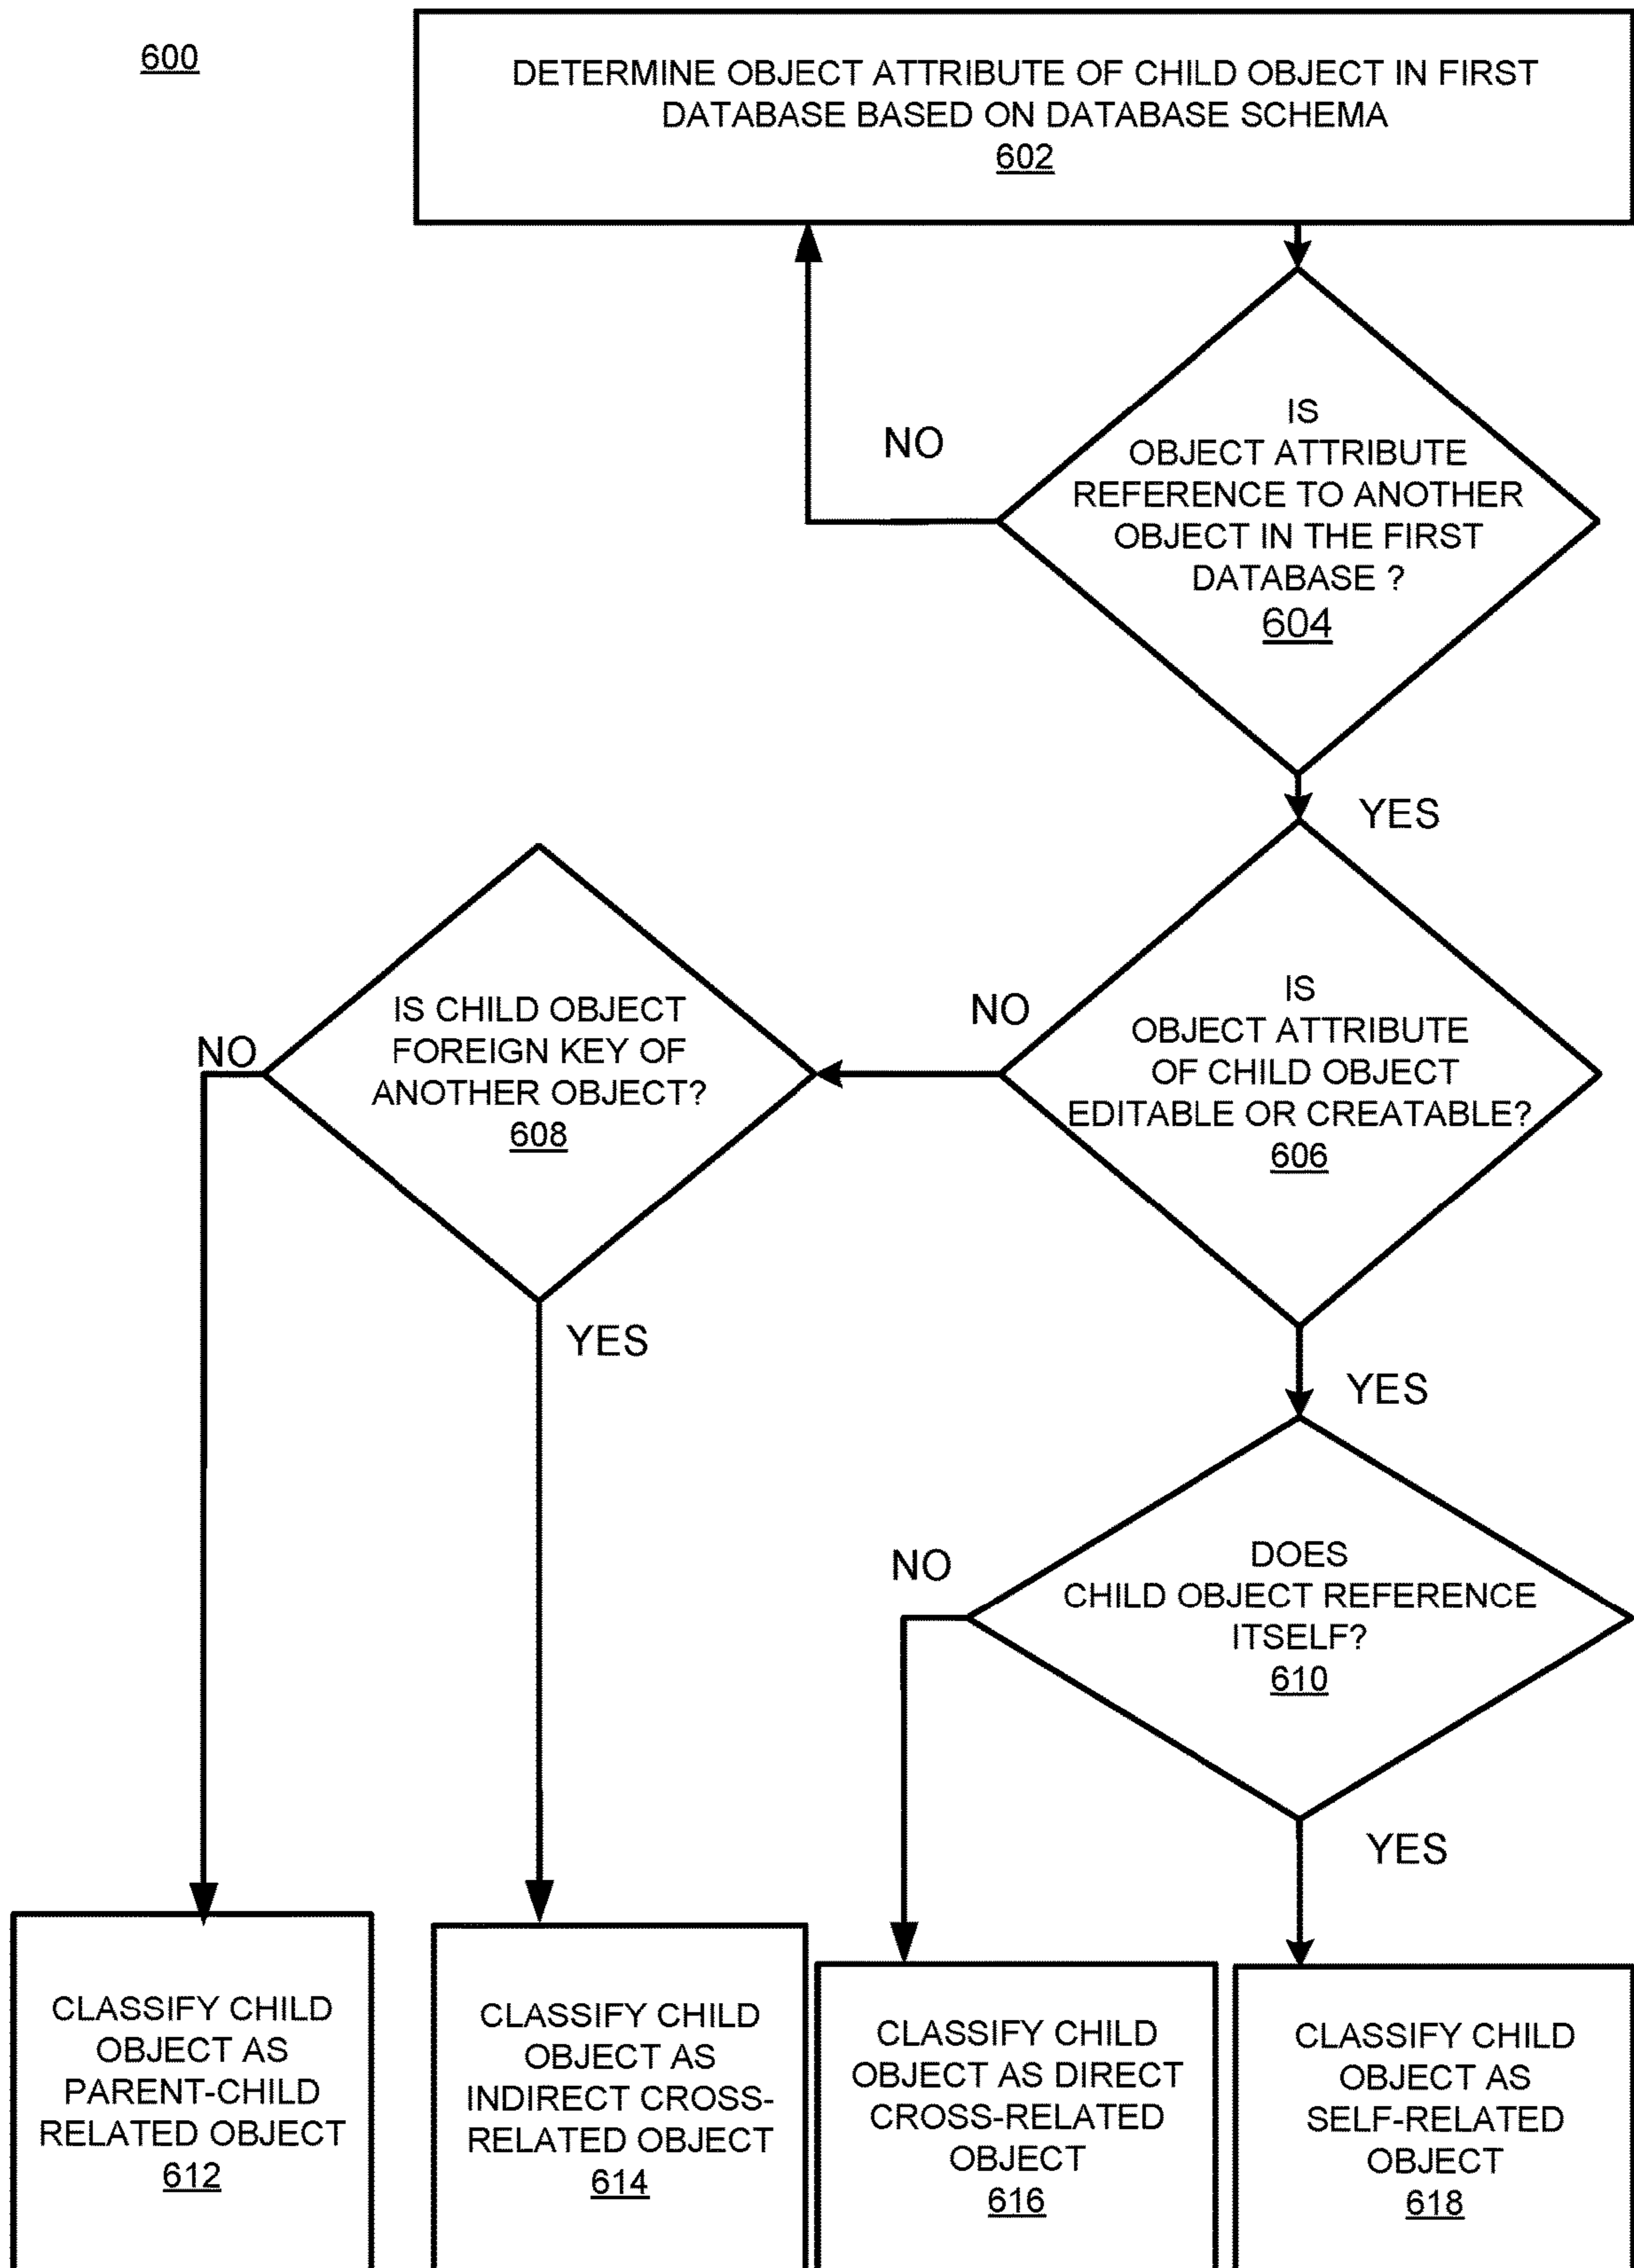 600
DETERMINE OBJECT ATTRIBUTE OF CHILD OBJECT IN FIRST
DATABASE BASED ON DATABASE SCHEMA
602
IS
OBJECT ATTRIBUTE
REFERENCE TO ANOTHER
OBJECT IN THE FIRST
DATABASE ?
604
NO
YES
IS
OBJECT ATTRIBUTE
OF CHILD OBJECT
EDITABLE OR CREATABLE?
606
NO
IS CHILD OBJECT
FOREIGN KEY OF
ANOTHER OBJECT?
608
NO
YES
YES
DOES
CHILD OBJECT REFERENCE
ITSELF?
610
NO
YES
CLASSIFY CHILD
OBJECT AS
PARENT-CHILD
RELATED OBJECT
612
CLASSIFY CHILD
OBJECT AS
INDIRECT CROSS-
RELATED OBJECT
614
CLASSIFY CHILD
OBJECT AS DIRECT
CROSS-RELATED
OBJECT
616
CLASSIFY CHILD
OBJECT AS
SELF-RELATED
OBJECT
618